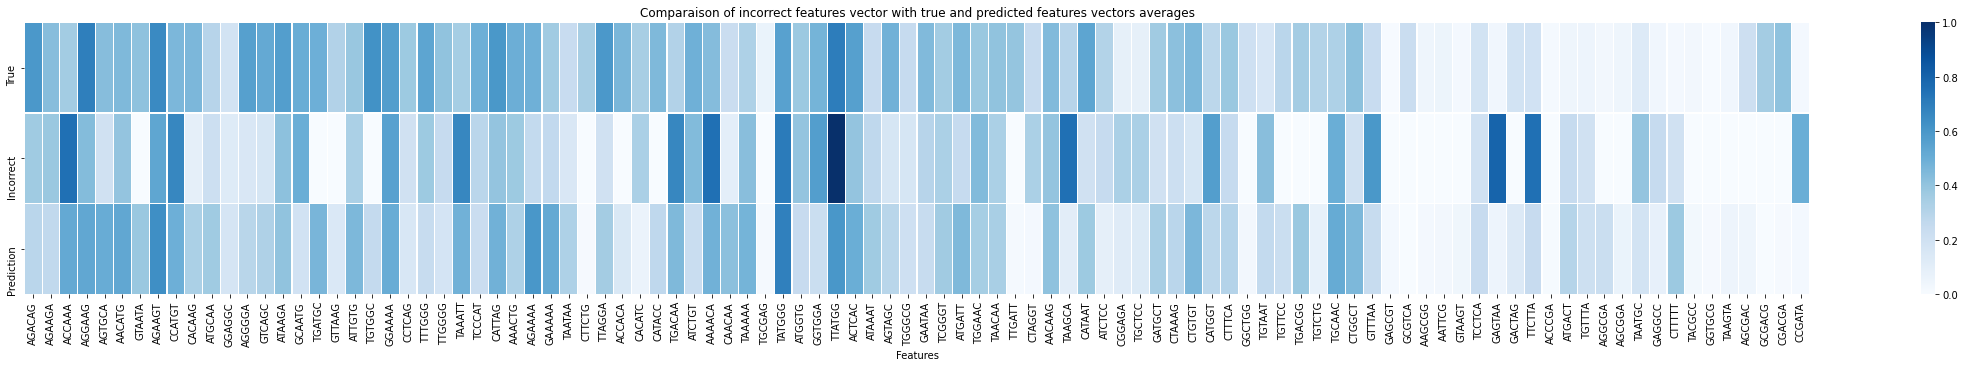 Comparaison of incorrect features vector with true and predicted features vectors averages
True
Incorrect
Prediction
AGACAG
AGAAGA
ACCAAA
AGGAAG
AGTGCA
AACATG
GTAATA
AGAAGT
CCATGT
CACAAG
ATGCAA
GGAGGC
AGGGGA
GTCAGC
ATAAGA
GCAATG
TGATGC
GTTAAG
ATTGTG
TGTGGC
GGAAAA
CCTCAG
TTTGGG
TTGGGG
TAAATT
TCCCAT
CATTAG
AAACTG
AGAAAA
GAAAAA
TAATAA
CTTCTG
TTAGGA
ACCACA
CACATC
CATACC
TGACAA
ATCTGT
AAAACA
CAACAA
TAAAAA
TGCGAG
TATGGG
ATGGTG
GGTGGA
TTATGG
ACTCAC
ATAAAT
AGTAGC
TGGGCG
GAATAA
TCGGGT
ATGATT
TGGAAC
TAACAA
TTGATT
CTAGGT
AACAAG
TAAGCA
CATAAT
ATCTCC
CGGAGA
TGCTCC
GATGCT
CTAAAG
CTGTGT
CATGGT
CTTTCA
GGCTGG
TGTAAT
TGTTCC
TGACGG
TGTCTG
TGCAAC
CTGGCT
GTTTAA
GAGCGT
GCGTCA
AAGCGG
AATTCG
GTAAGT
TCCTCA
GAGTAA
GACTAG
TTCTTA
ACCCGA
ATGACT
TGTTTA
AGGCGA
AGCGGA
TAATGC
GAGGCC
CTTTTT
TACGCC
GGTGCG
TAAGTA
AGCGAC
GCGACG
CGACGA
CCGATA
Features
1.0
0.8
0.6
0.4
0.2
0.0